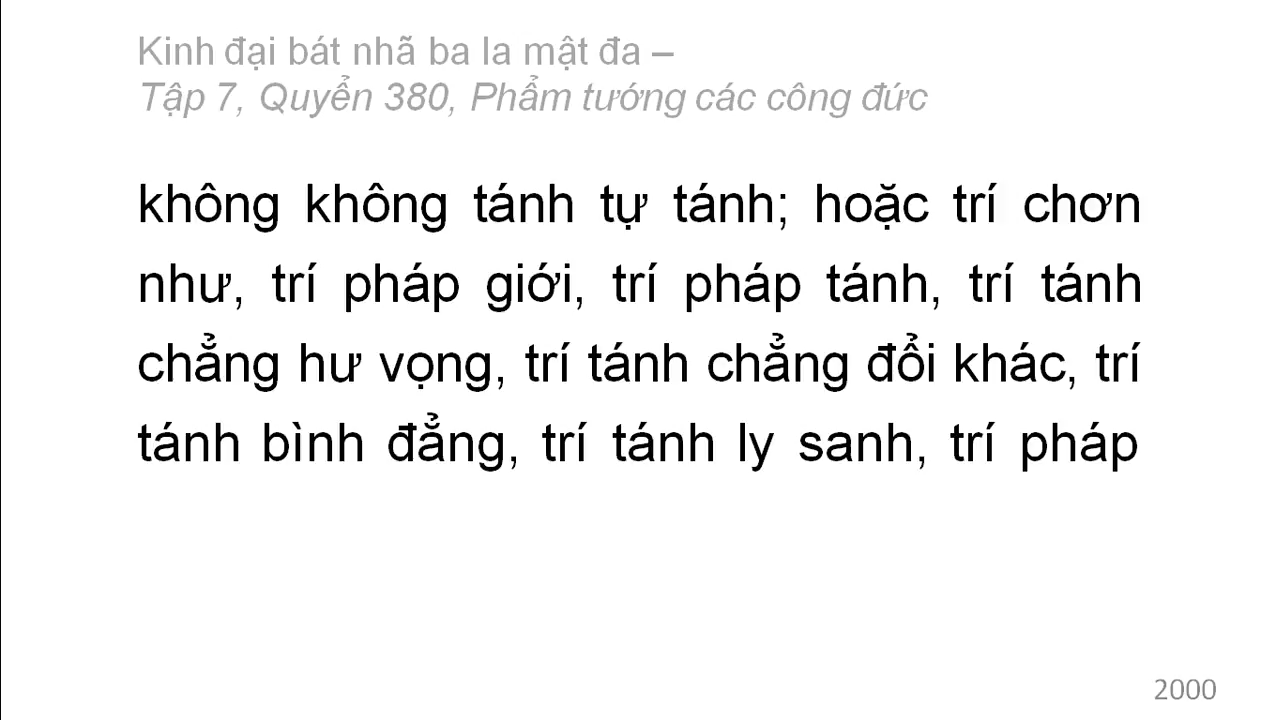 Kinh đại bát nhã ba la mật đa –
Tập 7, Quyển 380, Phẩm tướng các công đức
không không tánh tự tánh; hoặc trí chơn
như, trí pháp giới, trí pháp tánh, trí tánh
chẳng hư vọng, trí tánh chẳng đổi khác, trí
tánh bình đẳng, trí tánh ly sanh, trí pháp
2000